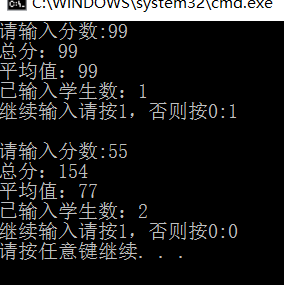 C:\WINDOWS\system32\cmd.exe
请输入分数:99
总分：99
平均值：99
已输入学生数：1
继续输入请按1，否则按0:1
请输入分数:55
总分：154
平均值：77
已输入学生数：2
继续输入请按1，否则按0:0
请按任意键继续. . .